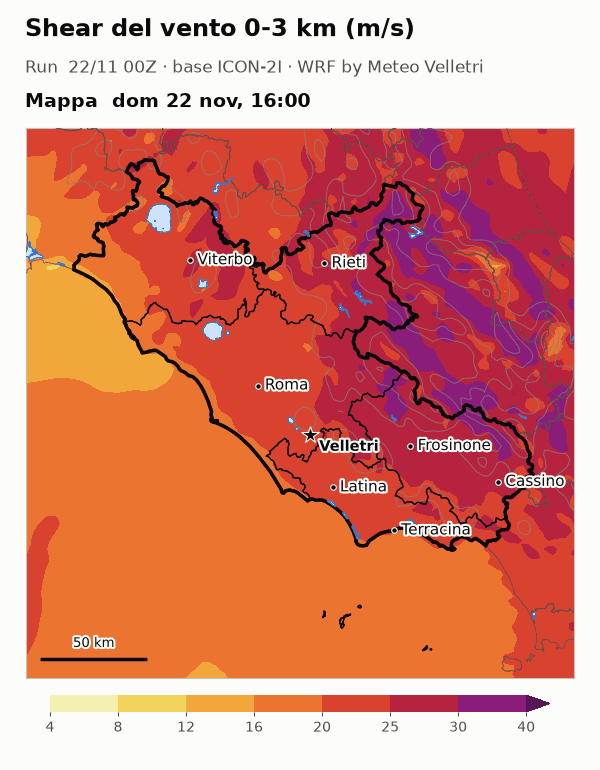 Shear del vento 0-3 km (m/s)
Run  22/11 00Z · base ICON-2I · WRF by Meteo Velletri
Mappa  dom 22 nov, 16:00
Viterbo
Rieti
Roma
Velletri
Frosinone
Cassino
Latina
Terracina
50 km
4 8 12 16 20 25 30 40